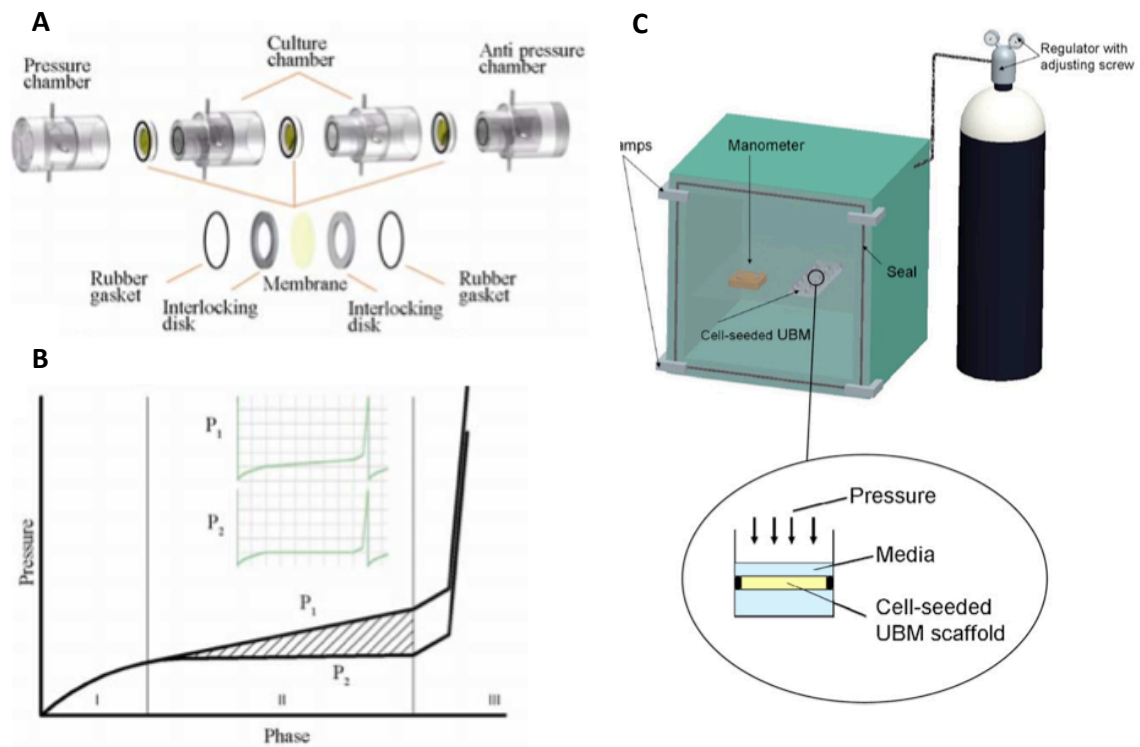 A
Pressure
chamber
Culture
chamber
Anti pressure
chamber
Rubber
gasket
Interlocking
disk
Membrane
Interlocking
disk
Rubber
gasket
B
Pressure
P1
P2
P1
P2
I
II
III
Phase
C
Regulator with
adjusting screw
amps
Manometer
Seal
Cell-seeded UBM
Pressure
Media
Cell-seeded
UBM scaffold